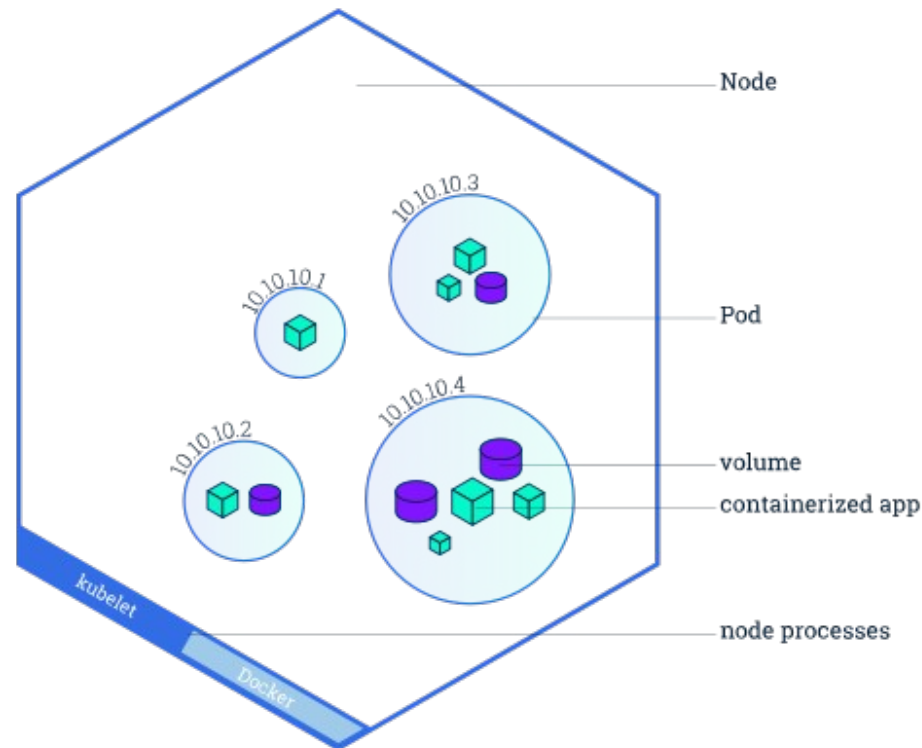 Node
10.10.10.3
10.10.10.1
Pod
10.10.10.4
10.10.10.2
volume
containerized app
kubelet
node processes
Docker